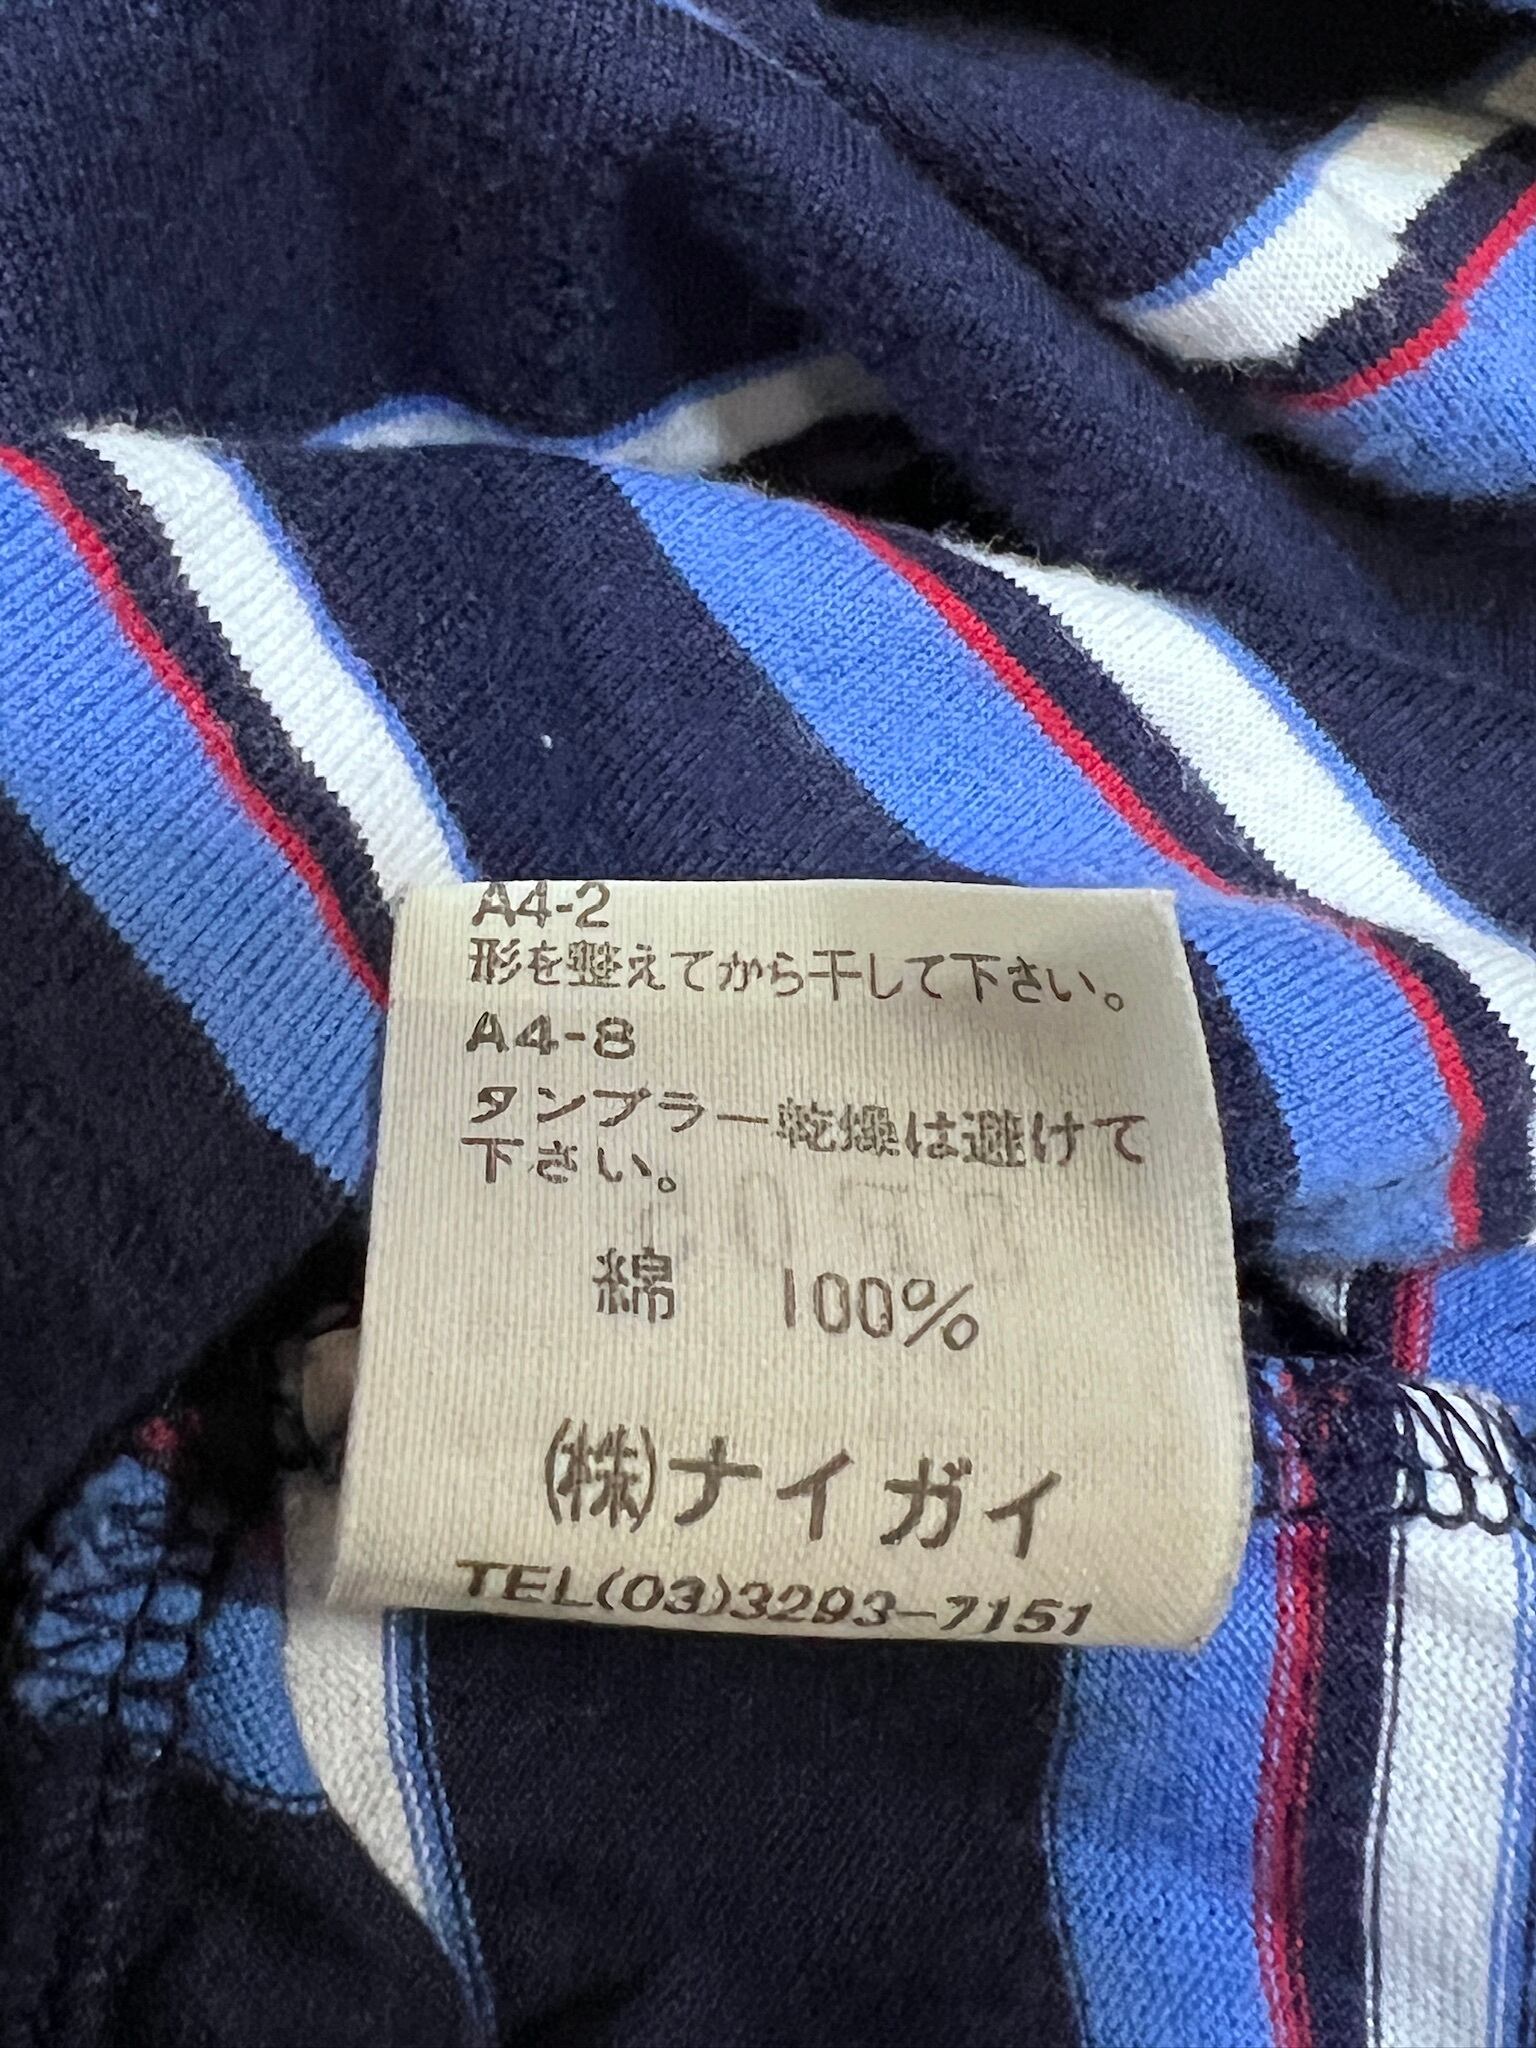 A4-2
形を整えてから干して下さい。
A4-8
タンブラー乾燥は避けて
下さい。
綿 100%
(株)ナイガイ
TEL(03)3293-7151